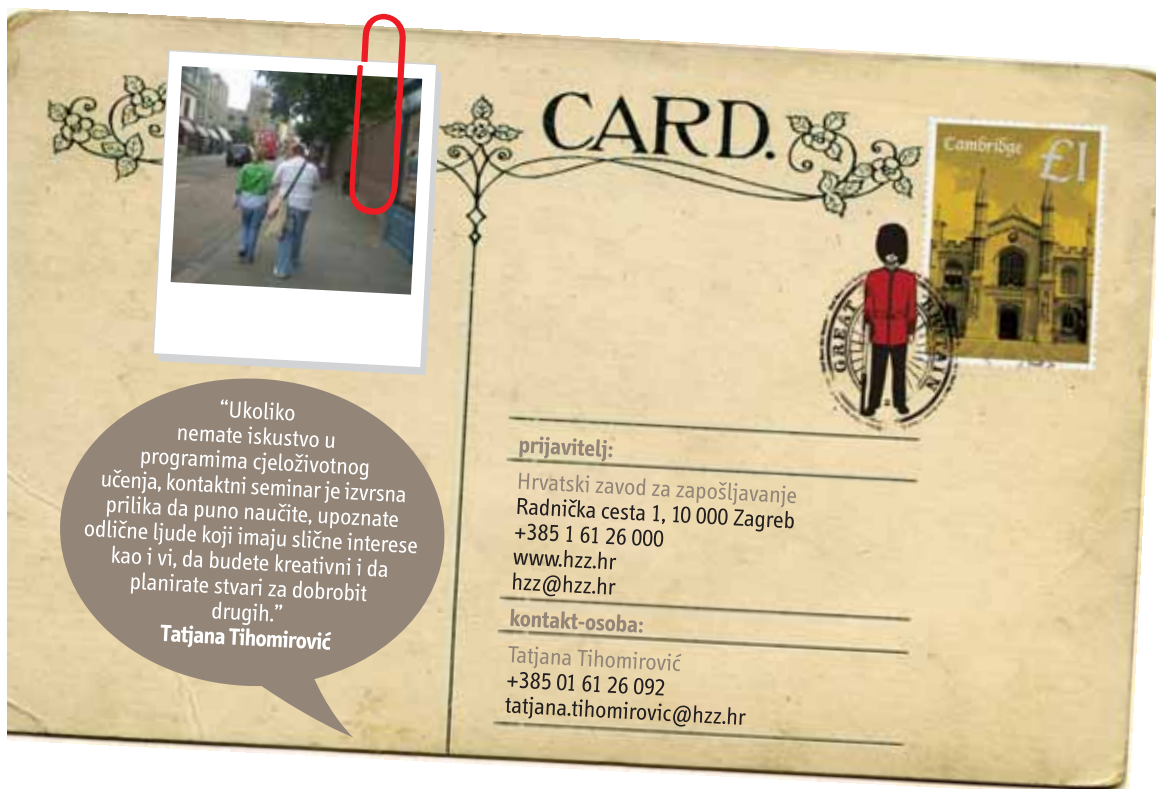 CARD.
Cambridge
£1
GREAT BRITAIN
“Ukoliko
nemate iskustvo u
programima cjeloživotnog
učenja, kontaktni seminar je izvrsna
prilika da puno naučite, upoznate
odlične ljude koji imaju slične interese
kao i vi, da budete kreativni i da
planirate stvari za dobrobit
drugih.”
Tatjana Tihomirović
prijavitelj:
Hrvatski zavod za zapošljavanje
Radnička cesta 1, 10 000 Zagreb
+385 1 61 26 000
www.hzz.hr
hzz@hzz.hr
kontakt-osoba:
Tatjana Tihomirović
+385 01 61 26 092
tatjana.tihomirovic@hzz.hr